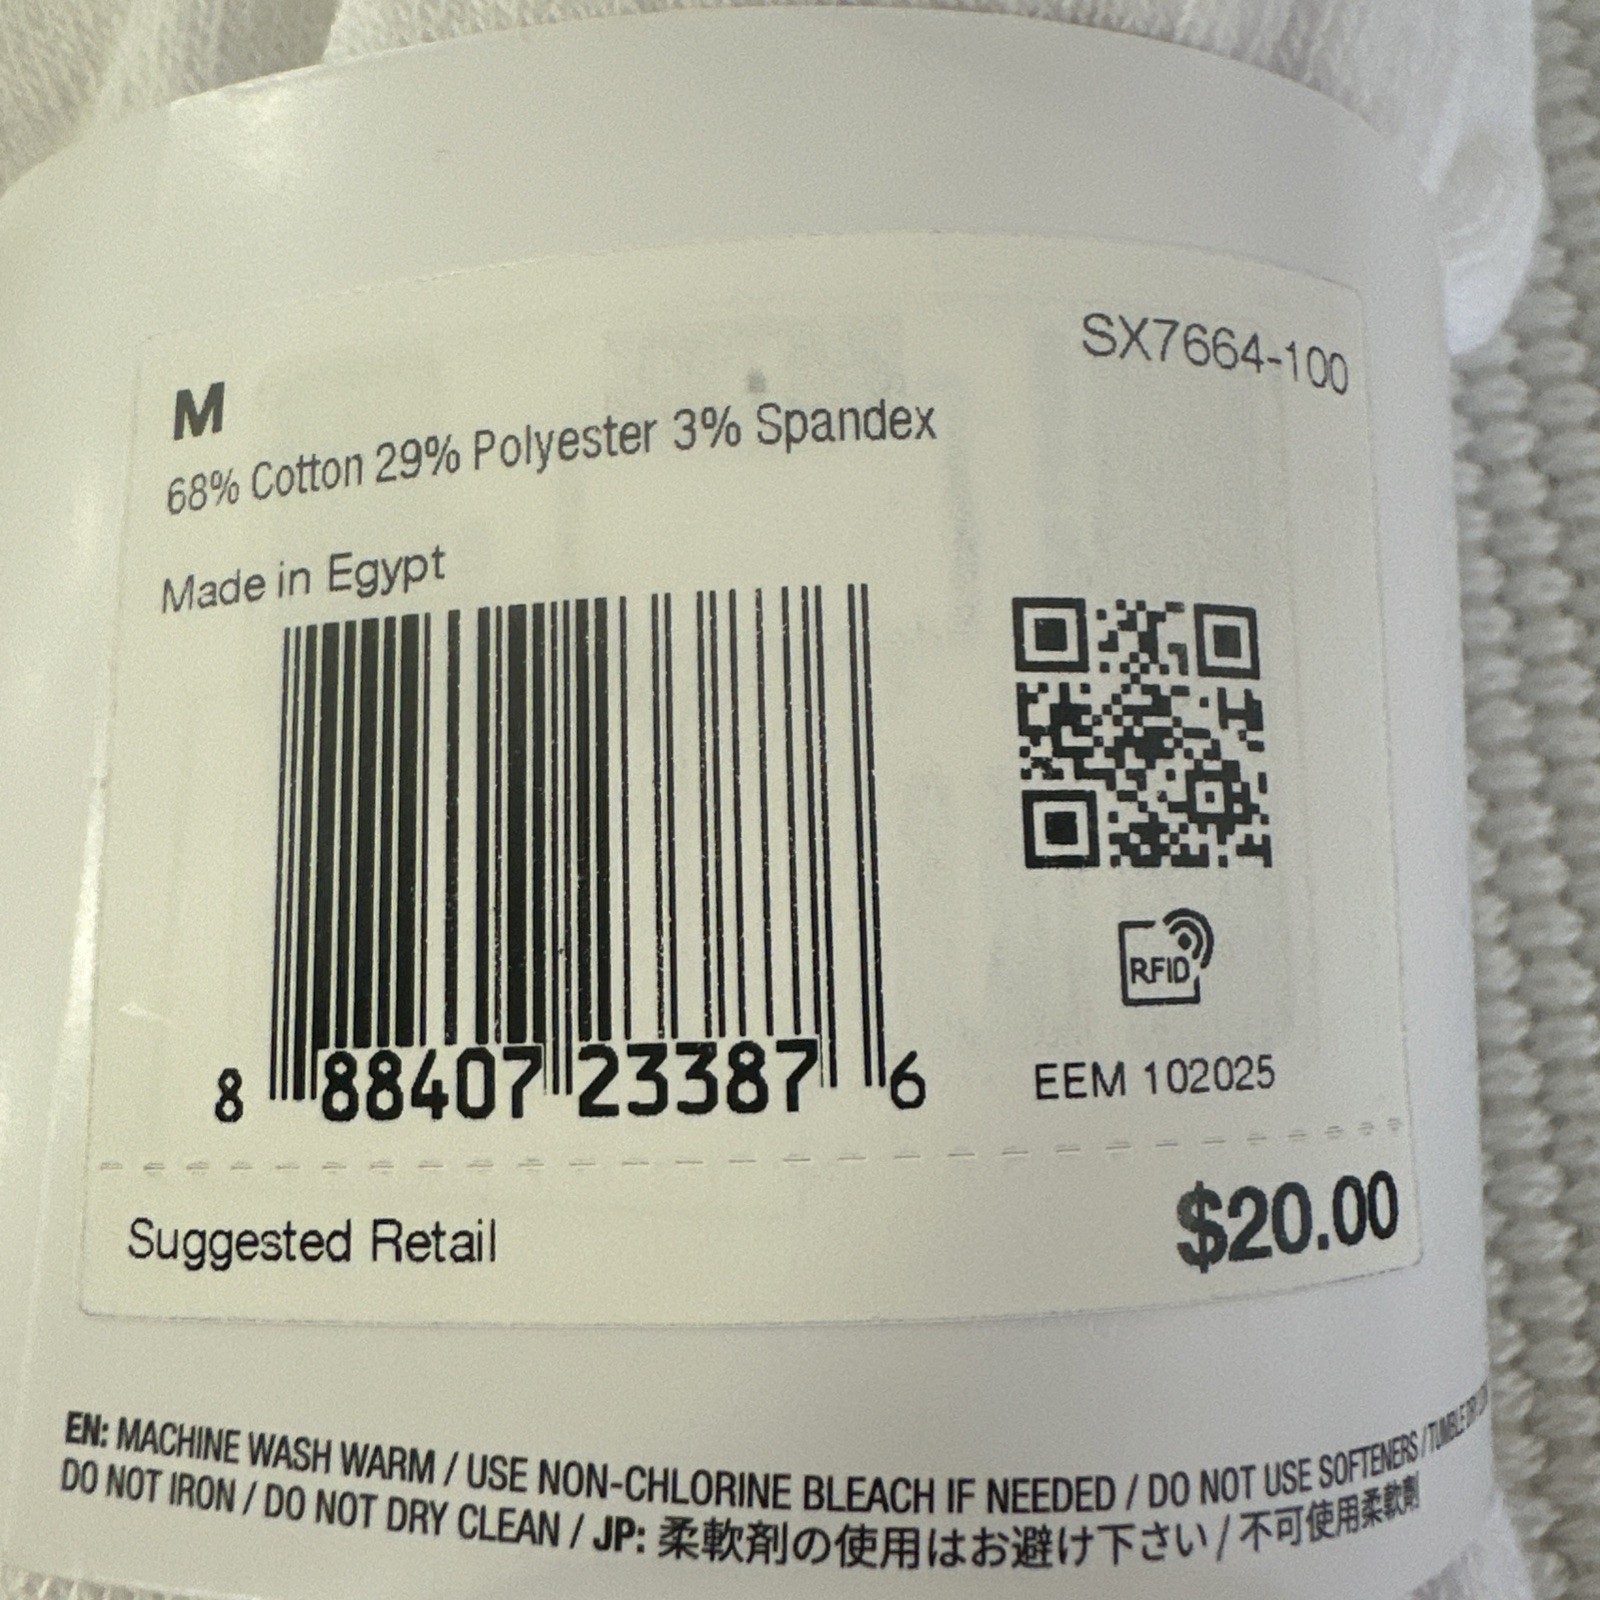 SX7664-100
M
68% Cotton 29% Polyester 3% Spandex
Made in Egypt
8 88407 23387 6
RFID
EEM 102025
Suggested Retail
$20.00
EN: MACHINE WASH WARM / USE NON-CHLORINE BLEACH IF NEEDED / DO NOT USE SOFTENERS / TUMBLE DRY
DO NOT IRON / DO NOT DRY CLEAN / JP: 柔軟剤の使用はお避け下さい / 不可使用柔軟劑